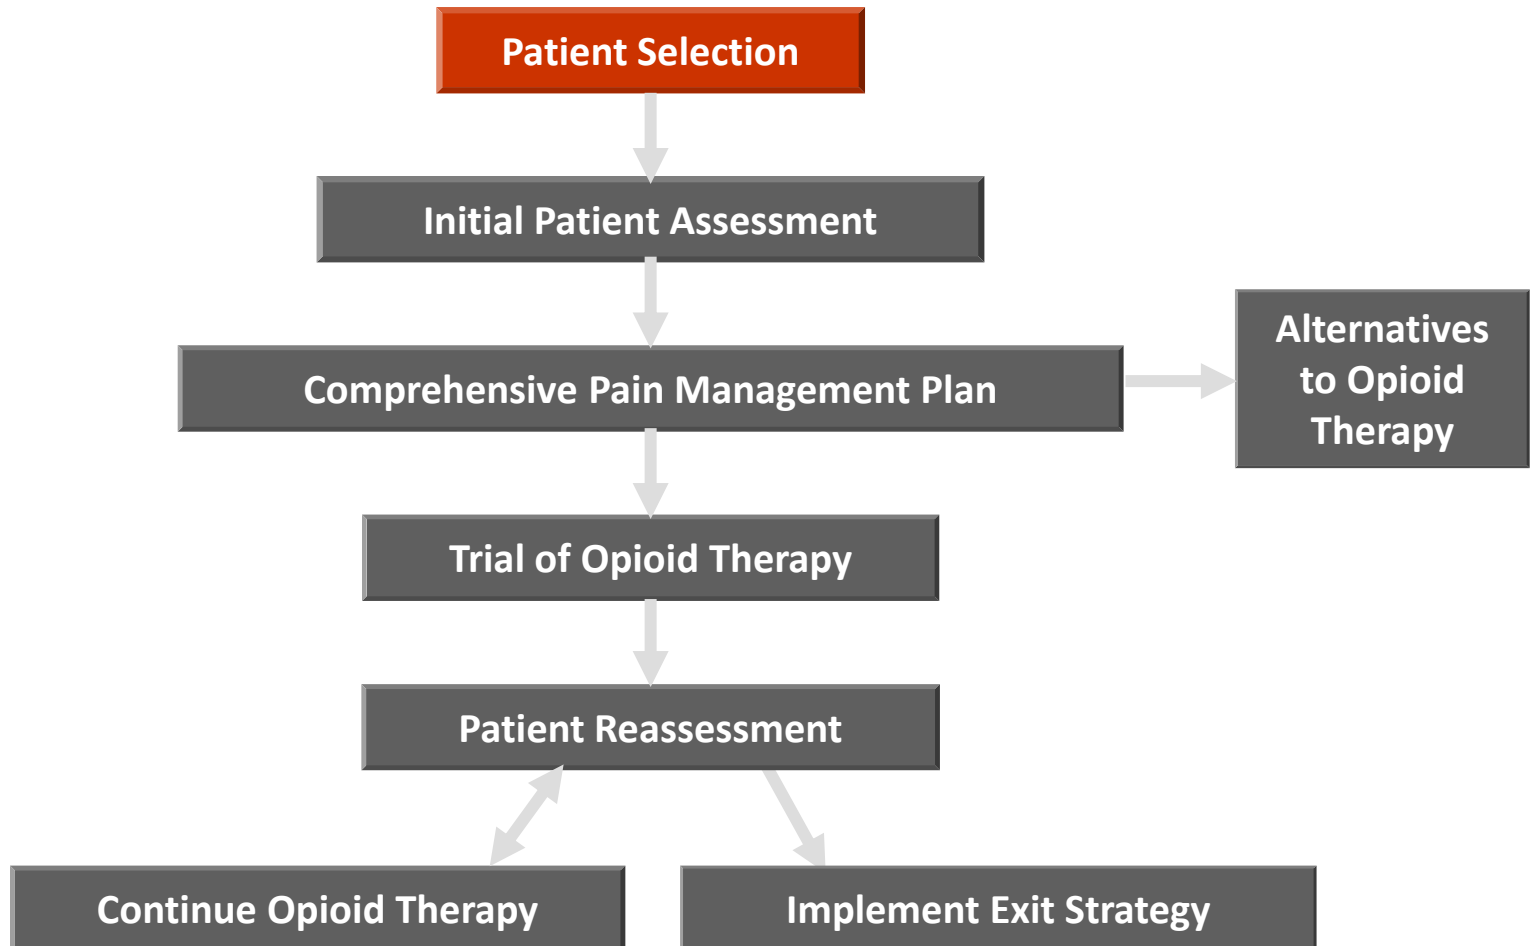 Patient Selection
Initial Patient Assessment
Alternatives
to Opioid
Therapy
Comprehensive Pain Management Plan
Trial of Opioid Therapy
Patient Reassessment
Continue Opioid Therapy
Implement Exit Strategy